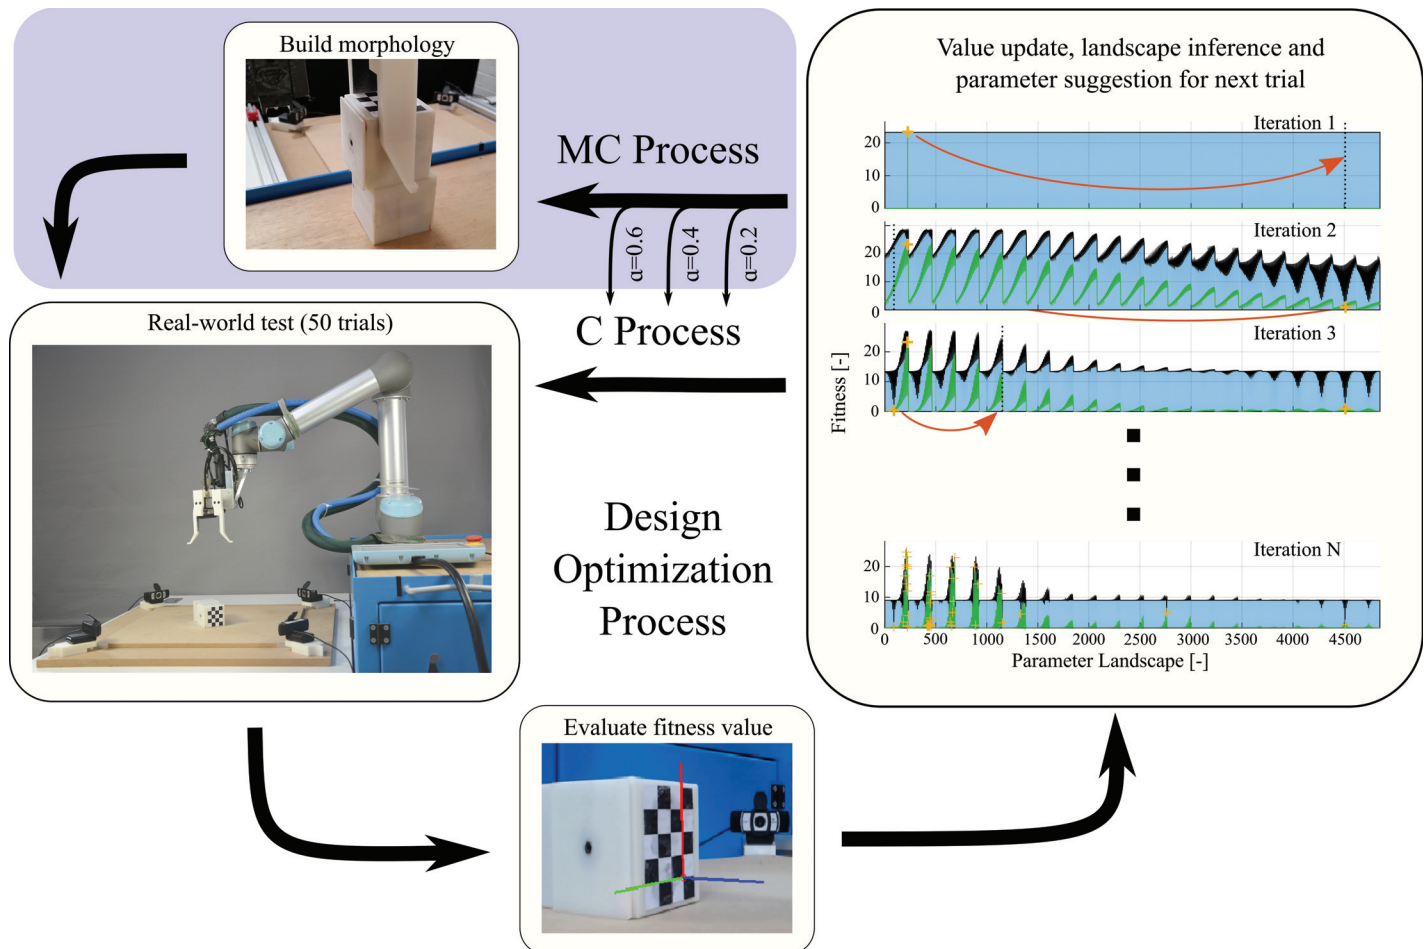 Build morphology
MC Process
α=0.6
α=0.4
α=0.2
C Process
Real-world test (50 trials)
Design
Optimization
Process
Evaluate fitness value
Value update, landscape inference and
parameter suggestion for next trial
Iteration 1
20
10
0
Iteration 2
20
10
0
Iteration 3
20
10
0
Fitness [-]
Iteration N
20
10
0
0 500 1000 1500 2000 2500 3000 3500 4000 4500
Parameter Landscape [-]